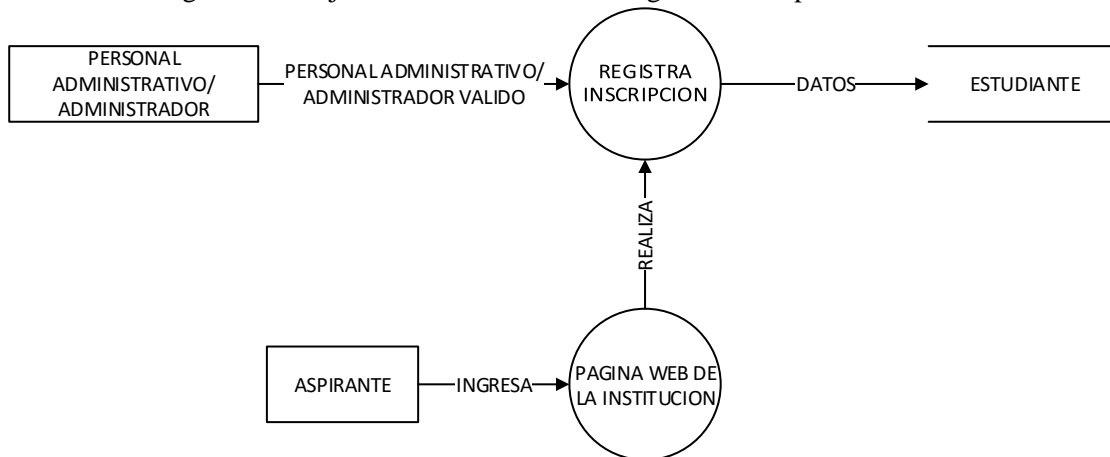 PERSONAL
ADMINISTRATIVO/
ADMINISTRADOR
PERSONAL ADMINISTRATIVO/
ADMINISTRADOR VALIDO
REGISTRA
INSCRIPCION
DATOS
ESTUDIANTE
REALIZA
ASPIRANTE
INGRESA
PAGINA WEB DE
LA INSTITUCION